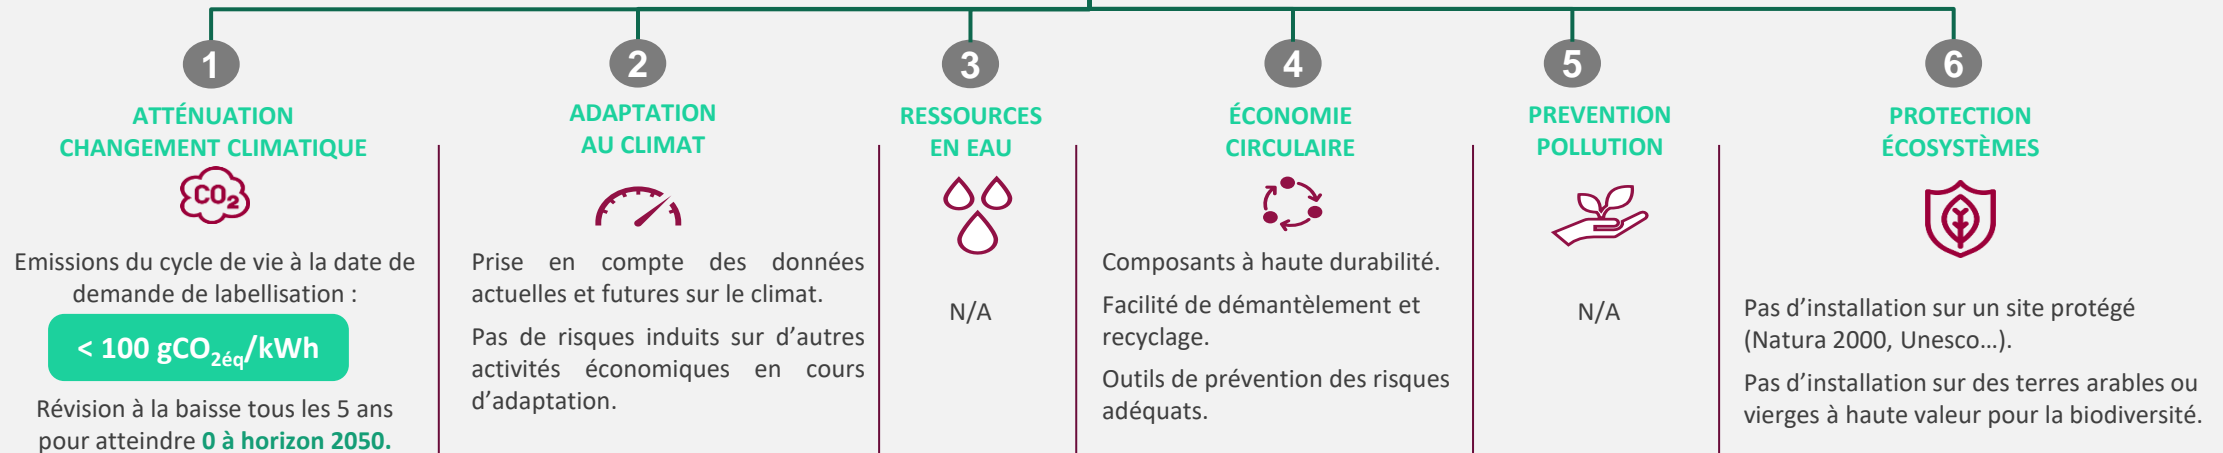 1
ATTÉNUATION
CHANGEMENT CLIMATIQUE
CO2
Emissions du cycle de vie à la date de
demande de labellisation :
< 100 gCO2éq/kWh
Révision à la baisse tous les 5 ans
pour atteindre 0 à horizon 2050.
2
ADAPTATION
AU CLIMAT
Prise en compte des données
actuelles et futures sur le climat.
Pas de risques induits sur d’autres
activités économiques en cours
d’adaptation.
3
RESSOURCES
EN EAU
N/A
4
ÉCONOMIE
CIRCULAIRE
Composants à haute durabilité.
Facilité de démantèlement et
recyclage.
Outils de prévention des risques
adéquats.
5
PREVENTION
POLLUTION
N/A
6
PROTECTION
ÉCOSYSTÈMES
Pas d’installation sur un site protégé
(Natura 2000, Unesco…).
Pas d’installation sur des terres arables ou
vierges à haute valeur pour la biodiversité.